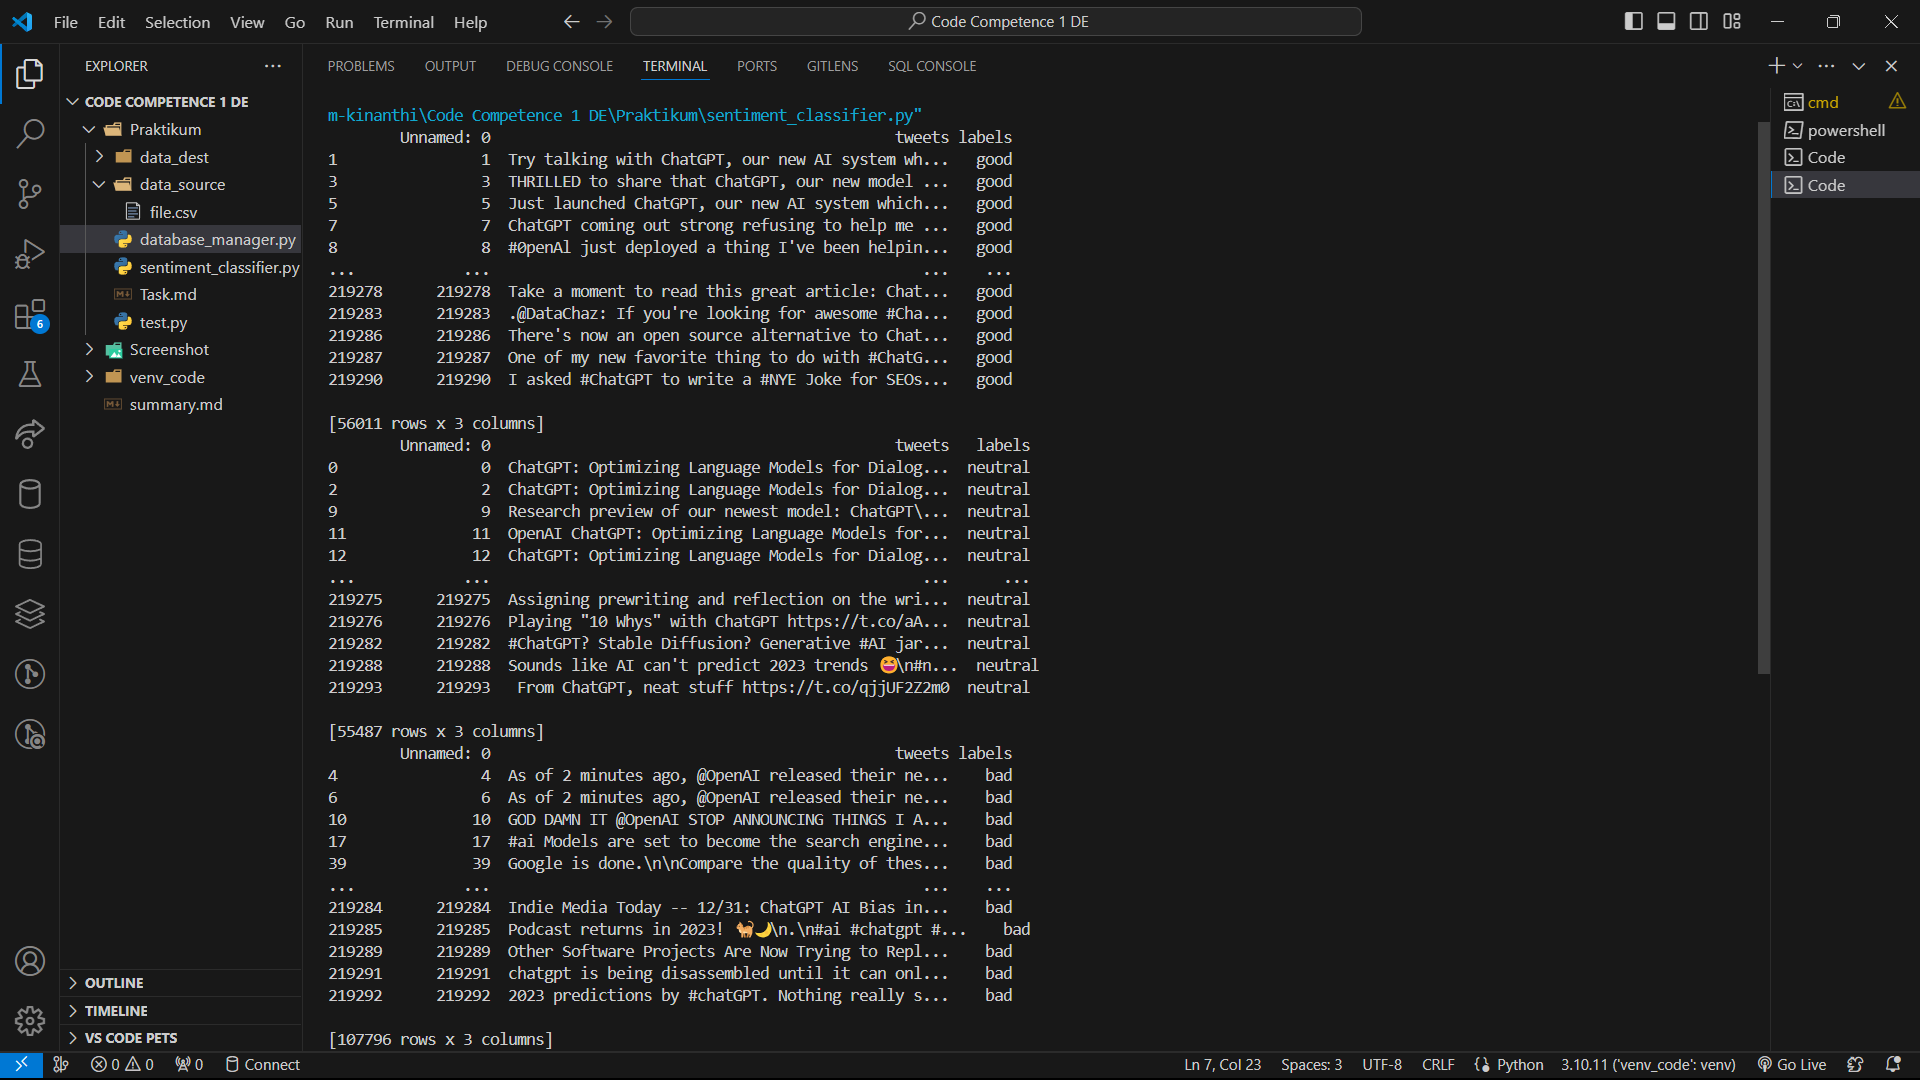 File Edit Selection View Go Run Terminal Help
Code Competence 1 DE
EXPLORER
CODE COMPETENCE 1 DE
Praktikum
data_dest
data_source
file.csv
database_manager.py
sentiment_classifier.py
Task.md
test.py
Screenshot
venv_code
summary.md
OUTLINE
TIMELINE
VS CODE PETS
6
PROBLEMS OUTPUT DEBUG CONSOLE TERMINAL PORTS GITLENS SQL CONSOLE
m-kinanthi\Code Competence 1 DE\Praktikum\sentiment_classifier.py"
Unnamed: 0 tweets labels
1 1 Try talking with ChatGPT, our new AI system wh... good
3 3 THRILLED to share that ChatGPT, our new model ... good
5 5 Just launched ChatGPT, our new AI system which... good
7 7 ChatGPT coming out strong refusing to help me ... good
8 8 #0penAl just deployed a thing I've been helpin... good
... ... ... ...
219278 219278 Take a moment to read this great article: Chat... good
219283 219283 .@DataChaz: If you're looking for awesome #Cha... good
219286 219286 There's now an open source alternative to Chat... good
219287 219287 One of my new favorite thing to do with #ChatG... good
219290 219290 I asked #ChatGPT to write a #NYE Joke for SEOs... good
[56011 rows x 3 columns]
Unnamed: 0 tweets labels
0 0 ChatGPT: Optimizing Language Models for Dialog... neutral
2 2 ChatGPT: Optimizing Language Models for Dialog... neutral
9 9 Research preview of our newest model: ChatGPT\... neutral
11 11 OpenAI ChatGPT: Optimizing Language Models for... neutral
12 12 ChatGPT: Optimizing Language Models for Dialog... neutral
... ... ... ...
219275 219275 Assigning prewriting and reflection on the wri... neutral
219276 219276 Playing "10 Whys" with ChatGPT https://t.co/aA... neutral
219282 219282 #ChatGPT? Stable Diffusion? Generative #AI jar... neutral
219288 219288 Sounds like AI can't predict 2023 trends 😆\n#n... neutral
219293 219293 From ChatGPT, neat stuff https://t.co/qjjUF2Z2m0 neutral
[55487 rows x 3 columns]
Unnamed: 0 tweets labels
4 4 As of 2 minutes ago, @OpenAI released their ne... bad
6 6 As of 2 minutes ago, @OpenAI released their ne... bad
10 10 GOD DAMN IT @OpenAI STOP ANNOUNCING THINGS I A... bad
17 17 #ai Models are set to become the search engine... bad
39 39 Google is done.\n\nCompare the quality of thes... bad
... ... ... ...
219284 219284 Indie Media Today -- 12/31: ChatGPT AI Bias in... bad
219285 219285 Podcast returns in 2023! 🐈🌙\n.\n#ai #chatgpt #... bad
219289 219289 Other Software Projects Are Now Trying to Repl... bad
219291 219291 chatgpt is being disassembled until it can onl... bad
219292 219292 2023 predictions by #chatGPT. Nothing really s... bad
[107796 rows x 3 columns]
cmd
powershell
Code
Code
0 0 0 Connect
Ln 7, Col 23 Spaces: 3 UTF-8 CRLF Python 3.10.11 ('venv_code': venv) Go Live